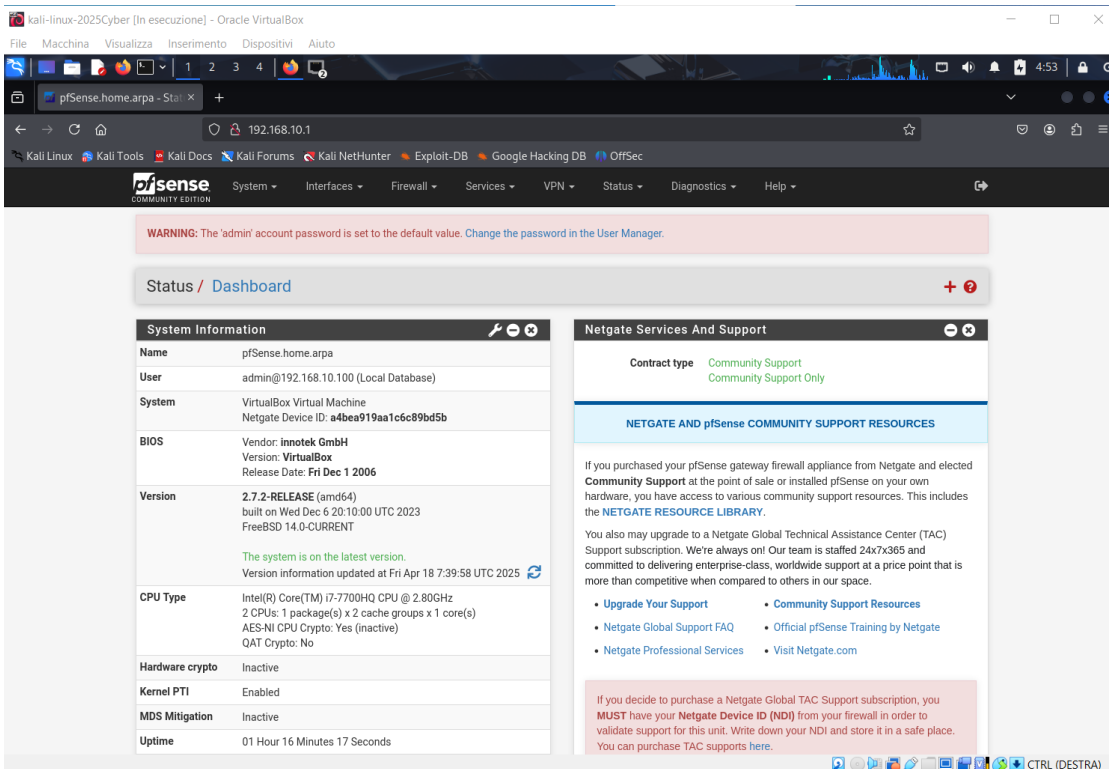 kali-linux-2025Cyber [In esecuzione] - Oracle VirtualBox
File Macchina Visualizza Inserimento Dispositivi Aiuto
1 2 3 4 4:53
pfSense.home.arpa - Stat
192.168.10.1
Kali Linux Kali Tools Kali Docs Kali Forums Kali NetHunter Exploit-DB Google Hacking DB OffSec
pfsense System Interfaces Firewall Services VPN Status Diagnostics Help
COMMUNITY EDITION
WARNING: The 'admin' account password is set to the default value. Change the password in the User Manager.
Status / Dashboard
System Information
Name pfSense.home.arpa
User admin@192.168.10.100 (Local Database)
System VirtualBox Virtual Machine
Netgate Device ID: a4bea919aa1c6c89bd5b
BIOS Vendor: innotek GmbH
Version: VirtualBox
Release Date: Fri Dec 1 2006
Version 2.7.2-RELEASE (amd64)
built on Wed Dec 6 20:10:00 UTC 2023
FreeBSD 14.0-CURRENT
The system is on the latest version.
Version information updated at Fri Apr 18 7:39:58 UTC 2025
CPU Type Intel(R) Core(TM) i7-7700HQ CPU @ 2.80GHz
2 CPUs: 1 package(s) x 2 cache groups x 1 core(s)
AES-NI CPU Crypto: Yes (inactive)
QAT Crypto: No
Hardware crypto Inactive
Kernel PTI Enabled
MDS Mitigation Inactive
Uptime 01 Hour 16 Minutes 17 Seconds
Netgate Services And Support
Contract type Community Support
Community Support Only
NETGATE AND pfSense COMMUNITY SUPPORT RESOURCES
If you purchased your pfSense gateway firewall appliance from Netgate and elected
Community Support at the point of sale or installed pfSense on your own
hardware, you have access to various community support resources. This includes
the NETGATE RESOURCE LIBRARY.
You also may upgrade to a Netgate Global Technical Assistance Center (TAC)
Support subscription. We're always on! Our team is staffed 24x7x365 and
committed to delivering enterprise-class, worldwide support at a price point that is
more than competitive when compared to others in our space.
Upgrade Your Support Community Support Resources
Netgate Global Support FAQ Official pfSense Training by Netgate
Netgate Professional Services Visit Netgate.com
If you decide to purchase a Netgate Global TAC Support subscription, you
MUST have your Netgate Device ID (NDI) from your firewall in order to
validate support for this unit. Write down your NDI and store it in a safe place.
You can purchase TAC supports here.
CTRL (DESTRA)